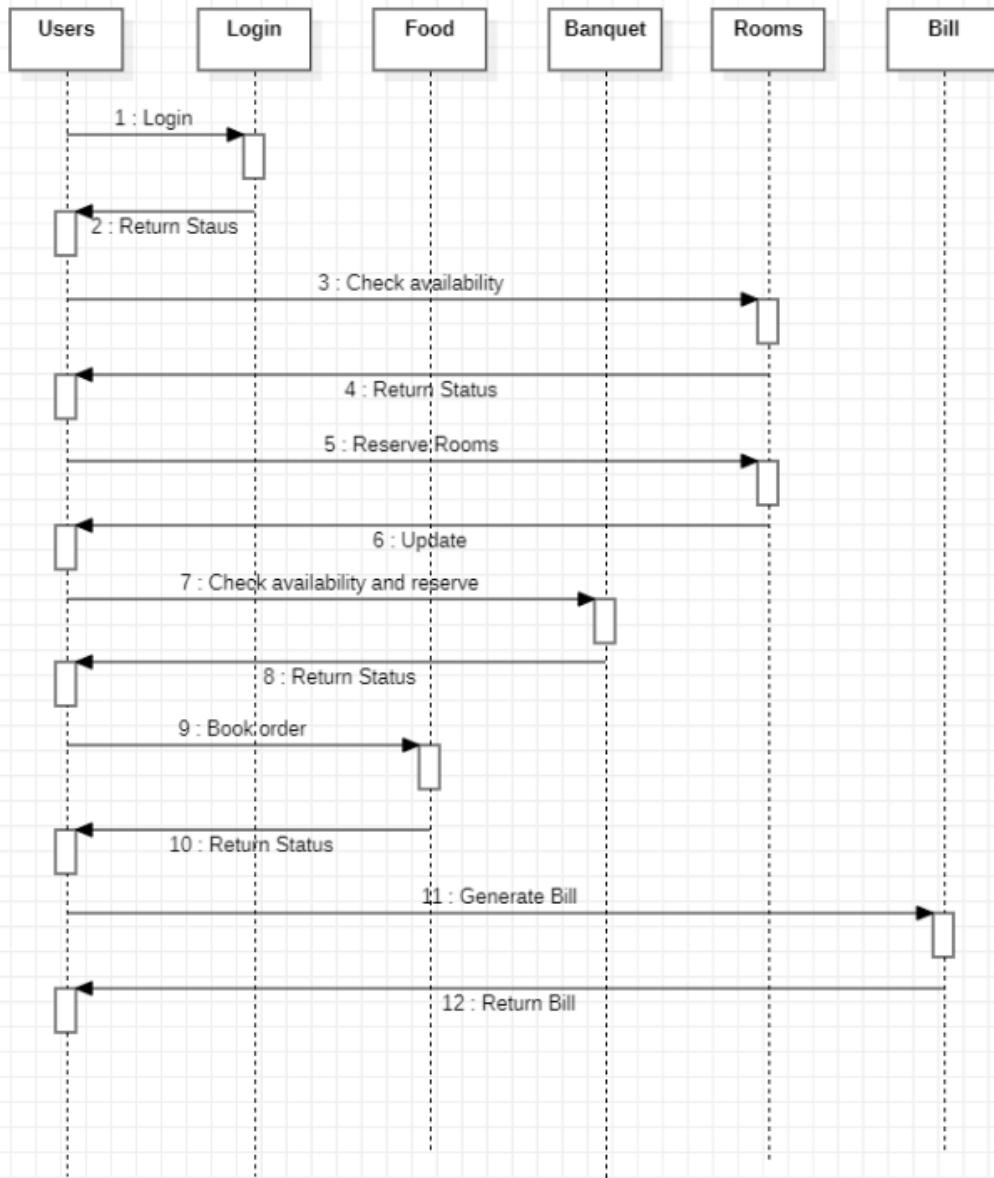 Users Login Food Banquet Rooms Bill
1 : Login
2 : Return Staus
3 : Check availability
4 : Return Status
5 : Reserve Rooms
6 : Update
7 : Check availability and reserve
8 : Return Status
9 : Book order
10 : Return Status
11 : Generate Bill
12 : Return Bill